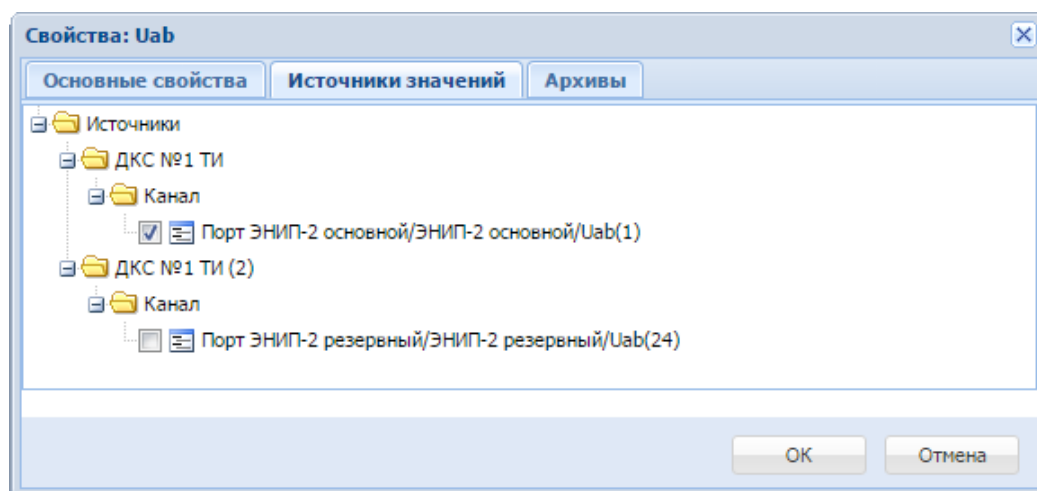 Свойства: Uab
Основные свойства Источники значений Архивы
Источники
ДКС №1 ТИ
Канал
Порт ЭНИП-2 основной/ЭНИП-2 основной/Uab(1)
ДКС №1 ТИ (2)
Канал
Порт ЭНИП-2 резервный/ЭНИП-2 резервный/Uab(24)
ОК Отмена